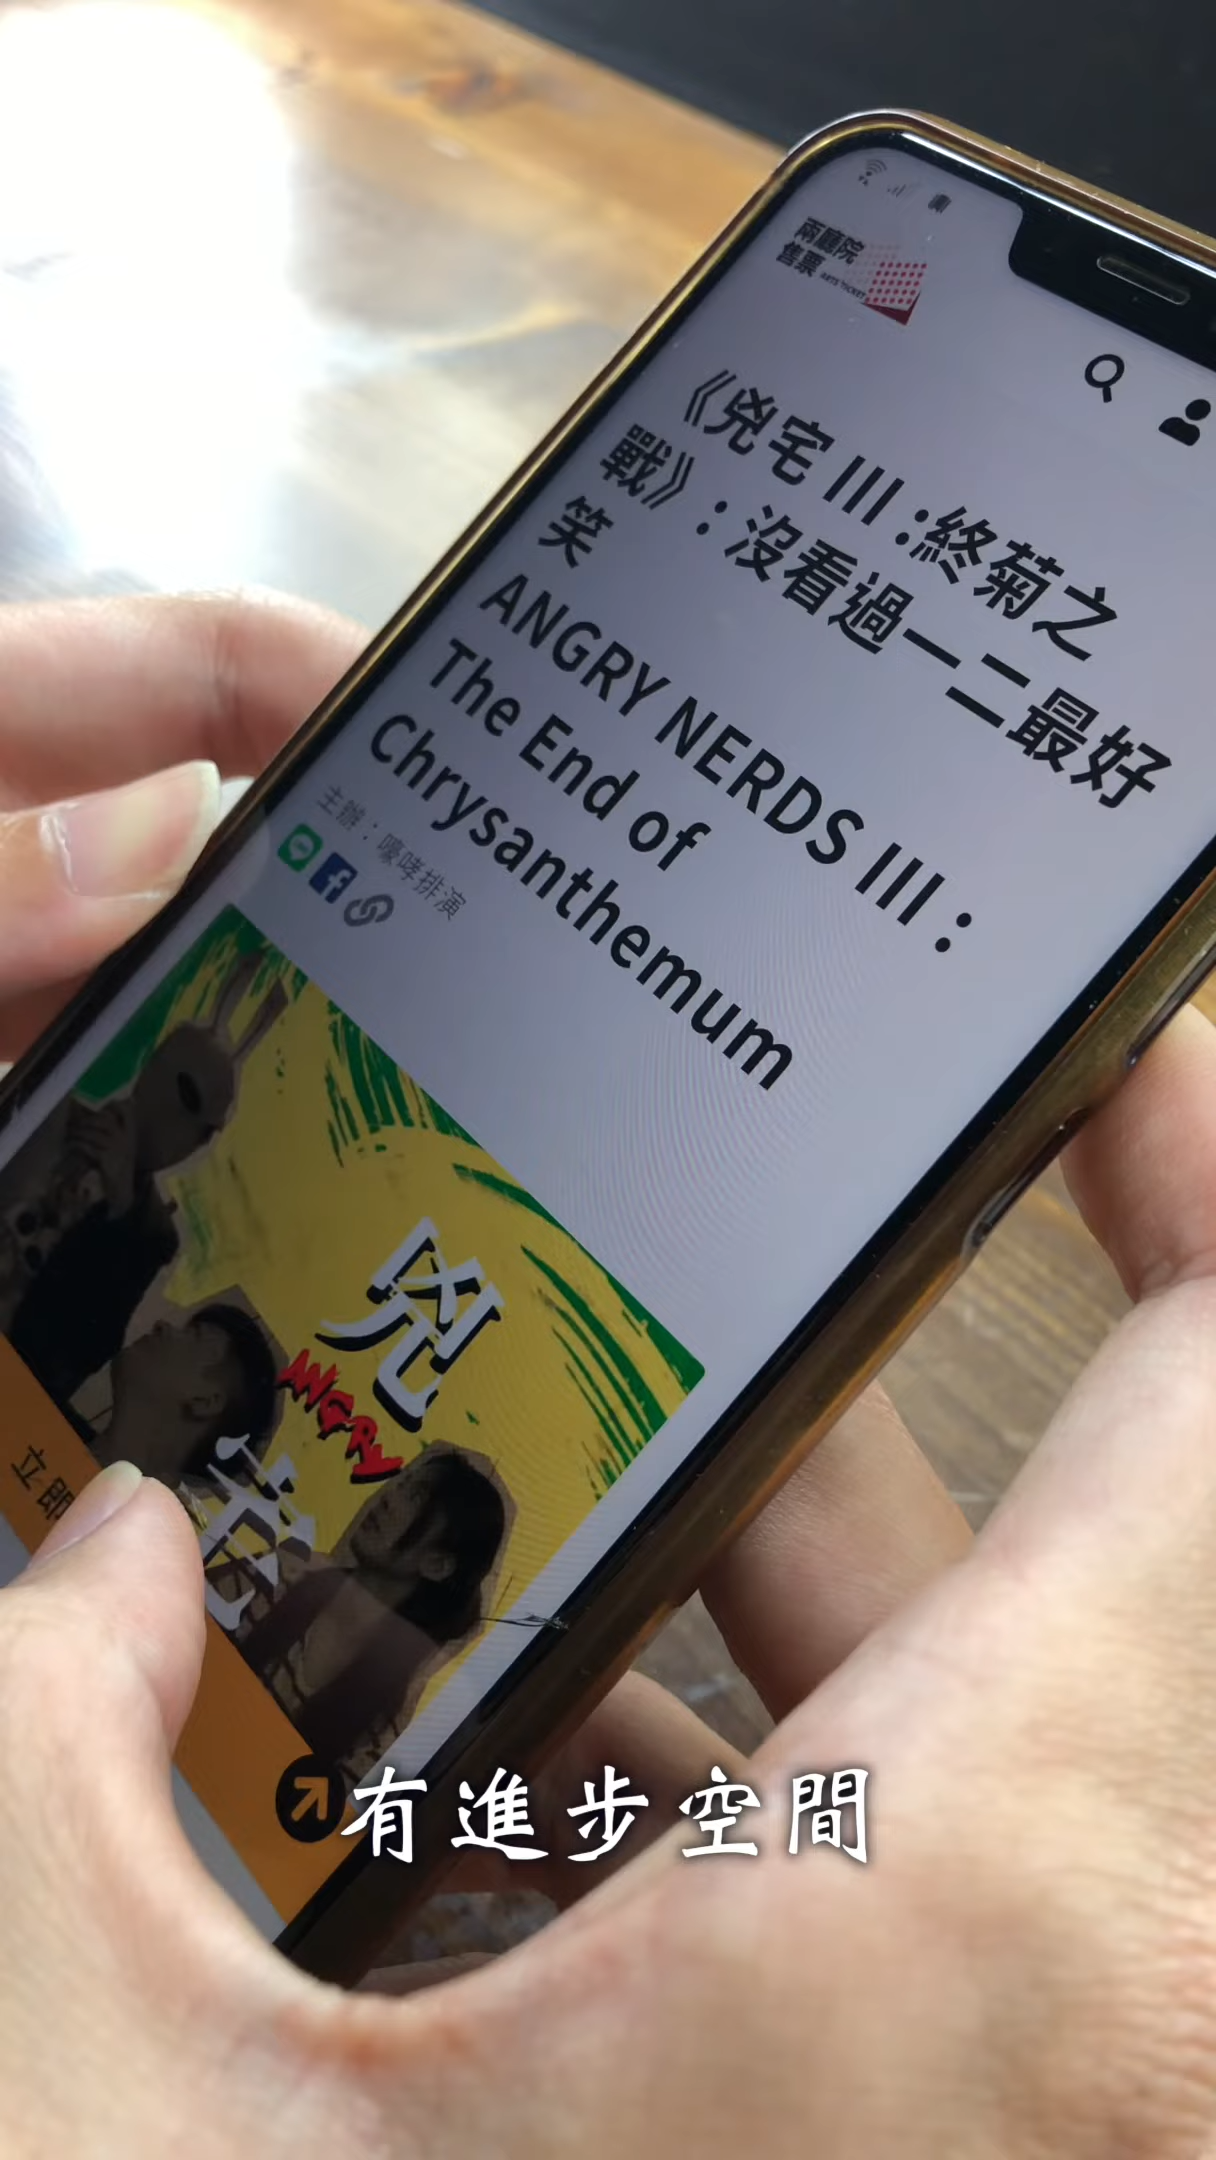 兩廳院
售票 ARTS TICKET
《兇宅 III :終菊之
戰》：沒看過一二最好
笑
ANGRY NERDS III：
The End of
Chrysanthemum
主辦：嚎哮排演
兇
ANGRY
宅
立即
有進步空間